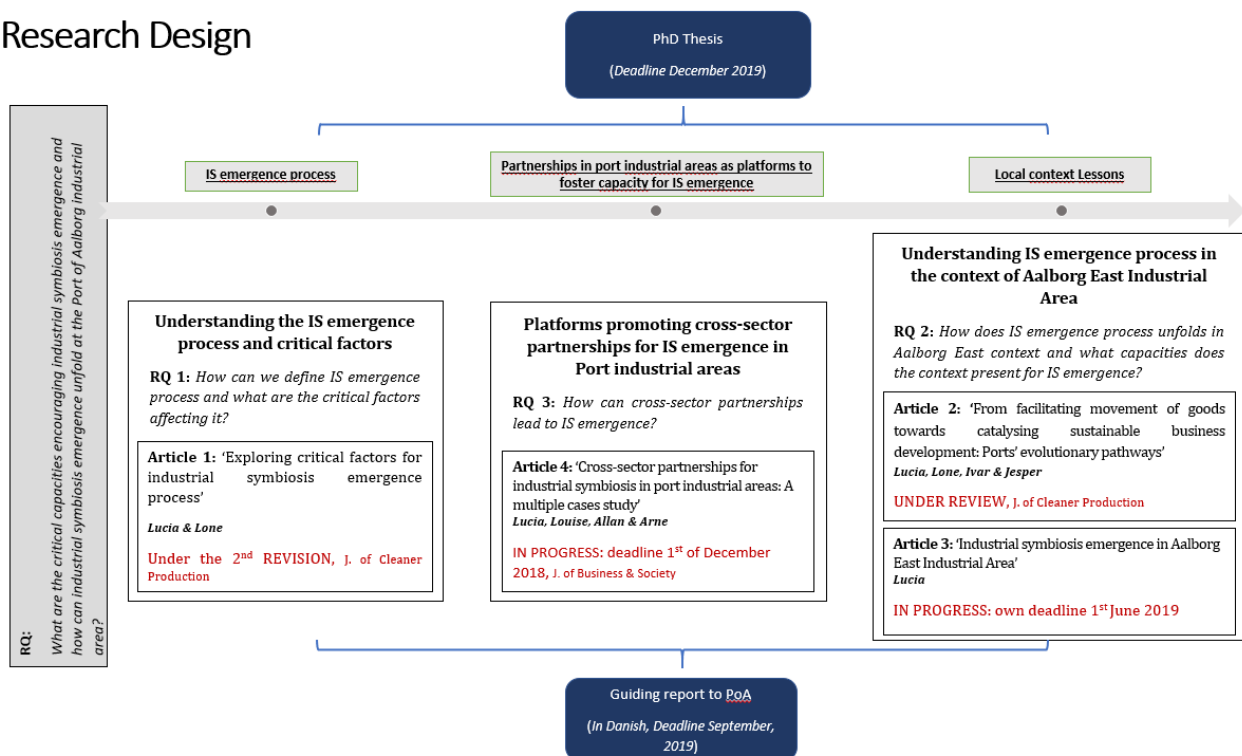 Research Design
PhD Thesis
(Deadline December 2019)
RQ:
What are the critical capacities encouraging industrial symbiosis emergence and
how can industrial symbiosis emergence unfold at the Port of Aalborg industrial
area?
IS emergence process
Partnerships in port industrial areas as platforms to
foster capacity for IS emergence
Local context Lessons
Understanding the IS emergence
process and critical factors
RQ 1: How can we define IS emergence
process and what are the critical factors
affecting it?
Article 1: ‘Exploring critical factors for
industrial symbiosis emergence
process’
Lucia & Lone
Under the 2nd REVISION, J. of Cleaner
Production
Platforms promoting cross-sector
partnerships for IS emergence in
Port industrial areas
RQ 3: How can cross-sector partnerships
lead to IS emergence?
Article 4: ‘Cross-sector partnerships for
industrial symbiosis in port industrial areas: A
multiple cases study’
Lucia, Louise, Allan & Arne
IN PROGRESS: deadline 1st of December
2018, J. of Business & Society
Understanding IS emergence process in
the context of Aalborg East Industrial
Area
RQ 2: How does IS emergence process unfolds in
Aalborg East context and what capacities does
the context present for IS emergence?
Article 2: ‘From facilitating movement of goods
towards catalysing sustainable business
development: Ports’ evolutionary pathways’
Lucia, Lone, Ivar & Jesper
UNDER REVIEW, J. of Cleaner Production
Article 3: ‘Industrial symbiosis emergence in Aalborg
East Industrial Area’
Lucia
IN PROGRESS: own deadline 1st June 2019
Guiding report to PoA
(In Danish, Deadline September,
2019)